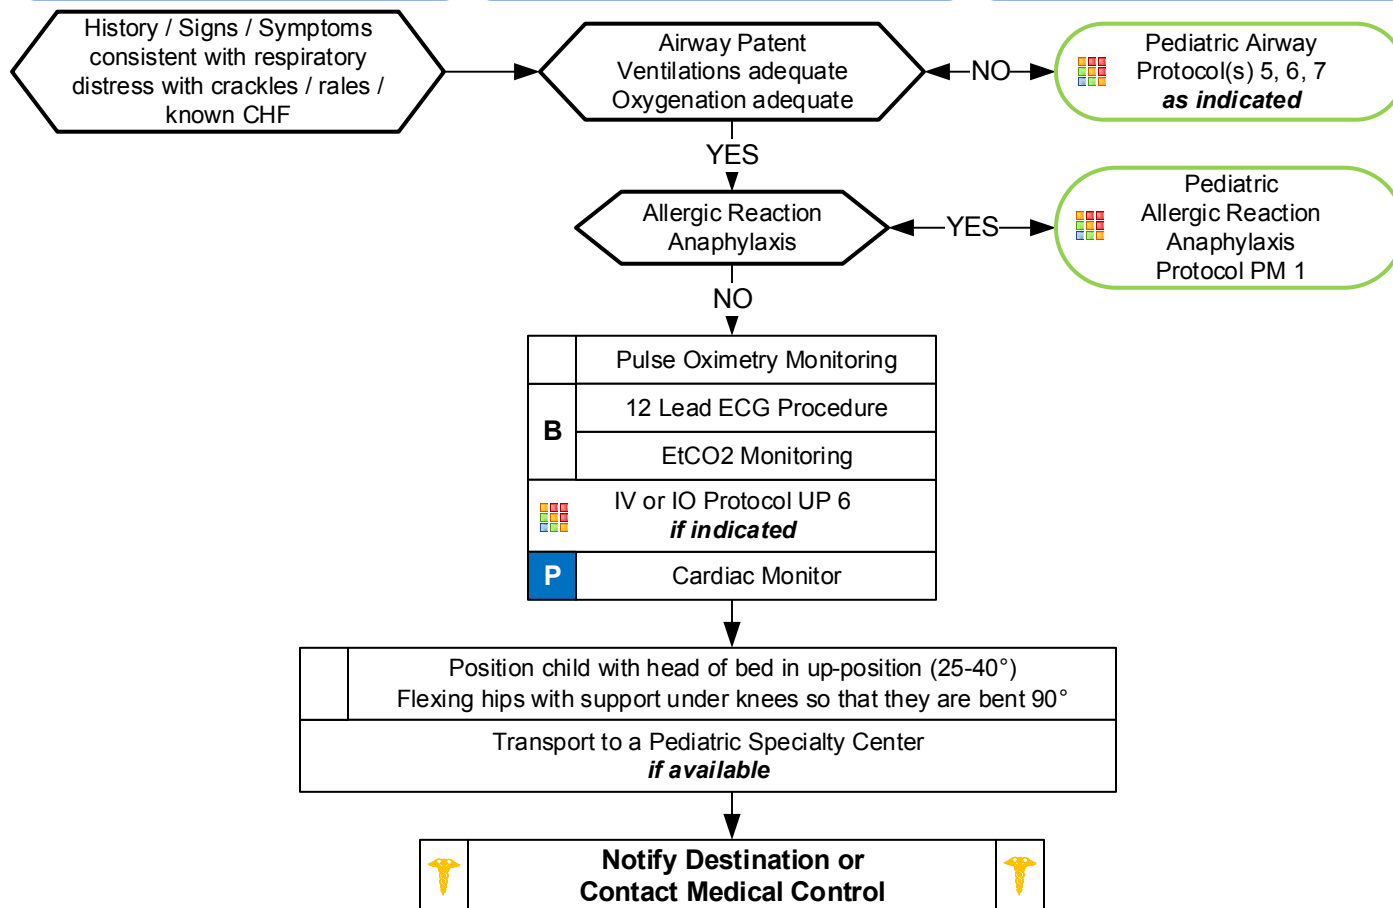 History / Signs / Symptoms
consistent with respiratory
distress with crackles / rales /
known CHF
Airway Patent
Ventilations adequate
Oxygenation adequate
NO
Pediatric Airway
Protocol(s) 5, 6, 7
as indicated
YES
Allergic Reaction
Anaphylaxis
YES
Pediatric
Allergic Reaction
Anaphylaxis
Protocol PM 1
NO
Pulse Oximetry Monitoring
B
12 Lead ECG Procedure
EtCO2 Monitoring
IV or IO Protocol UP 6
if indicated
P
Cardiac Monitor
Position child with head of bed in up-position (25-40°)
Flexing hips with support under knees so that they are bent 90°
Transport to a Pediatric Specialty Center
if available
Notify Destination or
Contact Medical Control